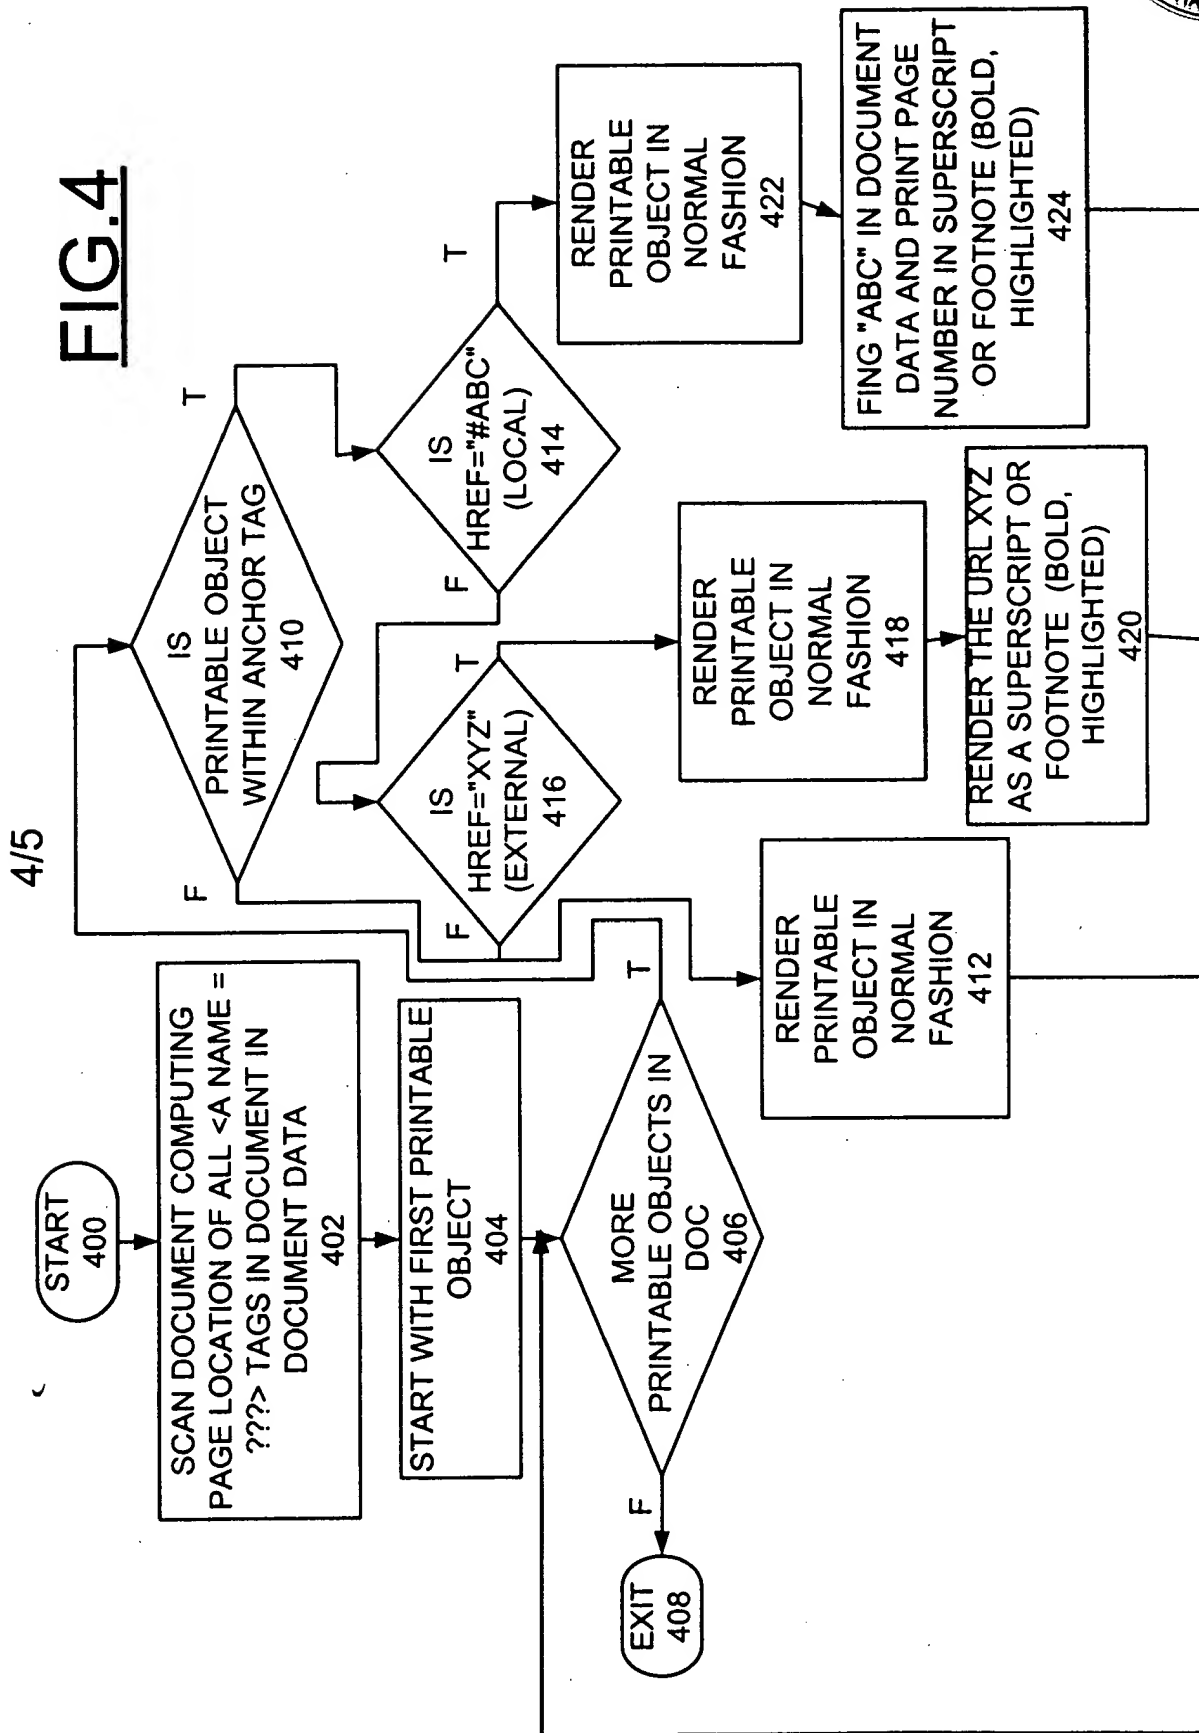 4/5
FIG.4
START
400
SCAN DOCUMENT COMPUTING
PAGE LOCATION OF ALL <A NAME =
???> TAGS IN DOCUMENT IN
DOCUMENT DATA
402
START WITH FIRST PRINTABLE
OBJECT
404
MORE
PRINTABLE OBJECTS IN
DOC
406
F
T
EXIT
408
IS
PRINTABLE OBJECT
WITHIN ANCHOR TAG
410
F
T
RENDER
PRINTABLE
OBJECT IN
NORMAL
FASHION
412
IS
HREF="#ABC"
(LOCAL)
414
F
T
IS
HREF="XYZ"
(EXTERNAL)
416
F
T
RENDER
PRINTABLE
OBJECT IN
NORMAL
FASHION
418
RENDER THE URL XYZ
AS A SUPERSCRIPT OR
FOOTNOTE (BOLD,
HIGHLIGHTED)
420
RENDER
PRINTABLE
OBJECT IN
NORMAL
FASHION
422
FING "ABC" IN DOCUMENT
DATA AND PRINT PAGE
NUMBER IN SUPERSCRIPT
OR FOOTNOTE (BOLD,
HIGHLIGHTED)
424